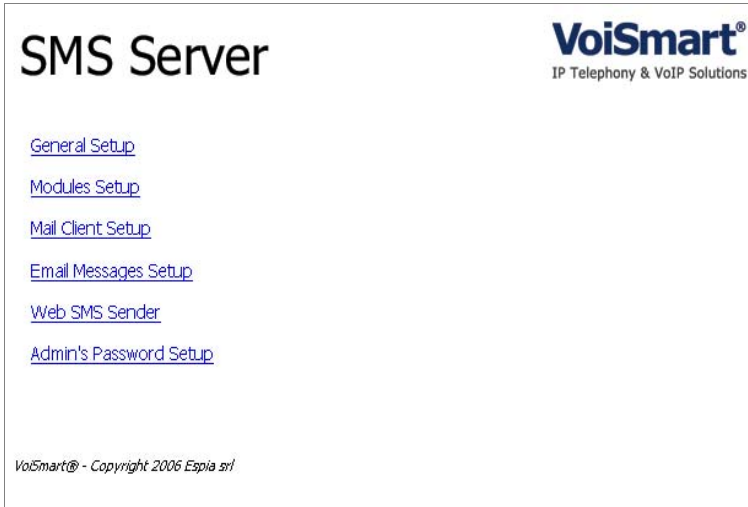 SMS Server
VoiSmart®
IP Telephony & VoIP Solutions
General Setup
Modules Setup
Mail Client Setup
Email Messages Setup
Web SMS Sender
Admin's Password Setup
VoiSmart® - Copyright 2006 Espia srl